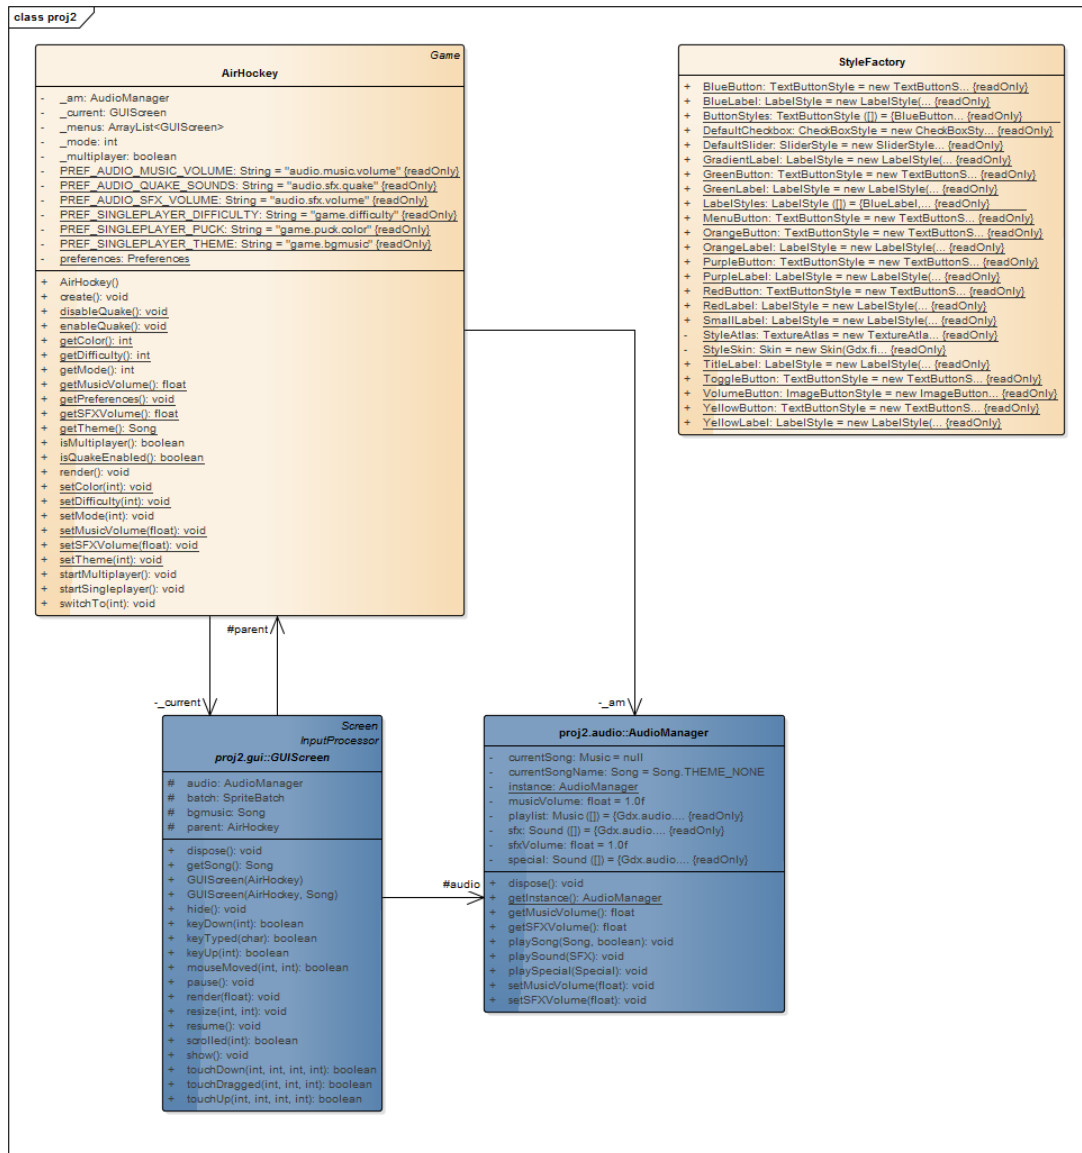 class proj2
Game
AirHockey
- _am: AudioManager
- _current: GUIScreen
- _menus: ArrayList<GUIScreen>
- _mode: int
- _multiplayer: boolean
- PREF_AUDIO_MUSIC_VOLUME: String = "audio.music.volume" {readOnly}
- PREF_AUDIO_QUAKE_SOUNDS: String = "audio.sfx.quake" {readOnly}
- PREF_AUDIO_SFX_VOLUME: String = "audio.sfx.volume" {readOnly}
- PREF_SINGLEPLAYER_DIFFICULTY: String = "game.difficulty" {readOnly}
- PREF_SINGLEPLAYER_PUCK: String = "game.puck.color" {readOnly}
- PREF_SINGLEPLAYER_THEME: String = "game.bgmusic" {readOnly}
- preferences: Preferences
+ AirHockey()
+ create(): void
+ disableQuake(): void
+ enableQuake(): void
+ getColor(): int
+ getDifficulty(): int
+ getMode(): int
+ getMusicVolume(): float
+ getPreferences(): void
+ getSFXVolume(): float
+ getTheme(): Song
+ isMultiplayer(): boolean
+ isQuakeEnabled(): boolean
+ render(): void
+ setColor(int): void
+ setDifficulty(int): void
+ setMode(int): void
+ setMusicVolume(float): void
+ setSFXVolume(float): void
+ setTheme(int): void
+ startMultiplayer(): void
+ startSingleplayer(): void
+ switchTo(int): void
StyleFactory
+ BlueButton: TextButtonStyle = new TextButtonS... {readOnly}
+ BlueLabel: LabelStyle = new LabelStyle(... {readOnly}
+ ButtonStyles: TextButtonStyle ([]) = {BlueButton... {readOnly}
+ DefaultCheckbox: CheckBoxStyle = new CheckBoxSty... {readOnly}
+ DefaultSlider: SliderStyle = new SliderStyle... {readOnly}
+ GradientLabel: LabelStyle = new LabelStyle(... {readOnly}
+ GreenButton: TextButtonStyle = new TextButtonS... {readOnly}
+ GreenLabel: LabelStyle = new LabelStyle(... {readOnly}
+ LabelStyles: LabelStyle ([]) = {BlueLabel,... {readOnly}
+ MenuButton: TextButtonStyle = new TextButtonS... {readOnly}
+ OrangeButton: TextButtonStyle = new TextButtonS... {readOnly}
+ OrangeLabel: LabelStyle = new LabelStyle(... {readOnly}
+ PurpleButton: TextButtonStyle = new TextButtonS... {readOnly}
+ PurpleLabel: LabelStyle = new LabelStyle(... {readOnly}
+ RedButton: TextButtonStyle = new TextButtonS... {readOnly}
+ RedLabel: LabelStyle = new LabelStyle(... {readOnly}
+ SmallLabel: LabelStyle = new LabelStyle(... {readOnly}
- StyleAtlas: TextureAtlas = new TextureAtla... {readOnly}
- StyleSkin: Skin = new Skin(Gdx.fi... {readOnly}
+ TitleLabel: LabelStyle = new LabelStyle(... {readOnly}
+ ToggleButton: TextButtonStyle = new TextButtonS... {readOnly}
+ VolumeButton: ImageButtonStyle = new ImageButton... {readOnly}
+ YellowButton: TextButtonStyle = new TextButtonS... {readOnly}
+ YellowLabel: LabelStyle = new LabelStyle(... {readOnly}
#parent
-_current
-_am
Screen
InputProcessor
proj2.gui::GUIScreen
# audio: AudioManager
# batch: SpriteBatch
# bgmusic: Song
# parent: AirHockey
+ dispose(): void
+ getSong(): Song
+ GUIScreen(AirHockey)
+ GUIScreen(AirHockey, Song)
+ hide(): void
+ keyDown(int): boolean
+ keyTyped(char): boolean
+ keyUp(int): boolean
+ mouseMoved(int, int): boolean
+ pause(): void
+ render(float): void
+ resize(int, int): void
+ resume(): void
+ scrolled(int): boolean
+ show(): void
+ touchDown(int, int, int, int): boolean
+ touchDragged(int, int, int): boolean
+ touchUp(int, int, int, int): boolean
#audio
proj2.audio::AudioManager
- currentSong: Music = null
- currentSongName: Song = Song.THEME_NONE
- instance: AudioManager
- musicVolume: float = 1.0f
- playlist: Music ([]) = {Gdx.audio.... {readOnly}
- sfx: Sound ([]) = {Gdx.audio.... {readOnly}
- sfxVolume: float = 1.0f
- special: Sound ([]) = {Gdx.audio.... {readOnly}
+ dispose(): void
+ getInstance(): AudioManager
+ getMusicVolume(): float
+ getSFXVolume(): float
+ playSong(Song, boolean): void
+ playSound(SFX): void
+ playSpecial(Special): void
+ setMusicVolume(float): void
+ setSFXVolume(float): void